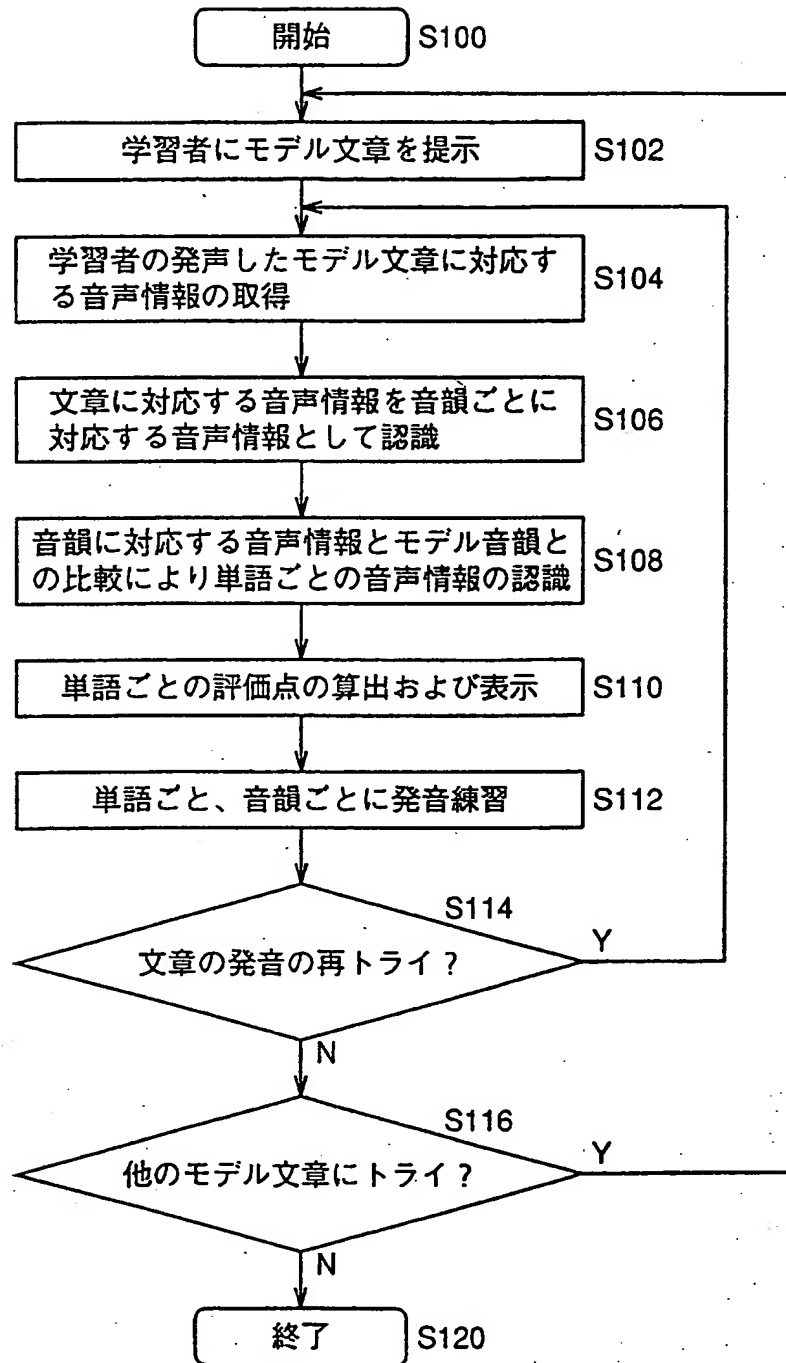 開始 S100
学習者にモデル文章を提示 S102
学習者の発声したモデル文章に対応す
る音声情報の取得 S104
文章に対応する音声情報を音韻ごとに
対応する音声情報として認識 S106
音韻に対応する音声情報とモデル音韻と
の比較により単語ごとの音声情報の認識 S108
単語ごとの評価点の算出および表示 S110
単語ごと、音韻ごとに発音練習 S112
S114
文章の発音の再トライ? Y
N
S116
他のモデル文章にトライ? Y
N
終了 S120